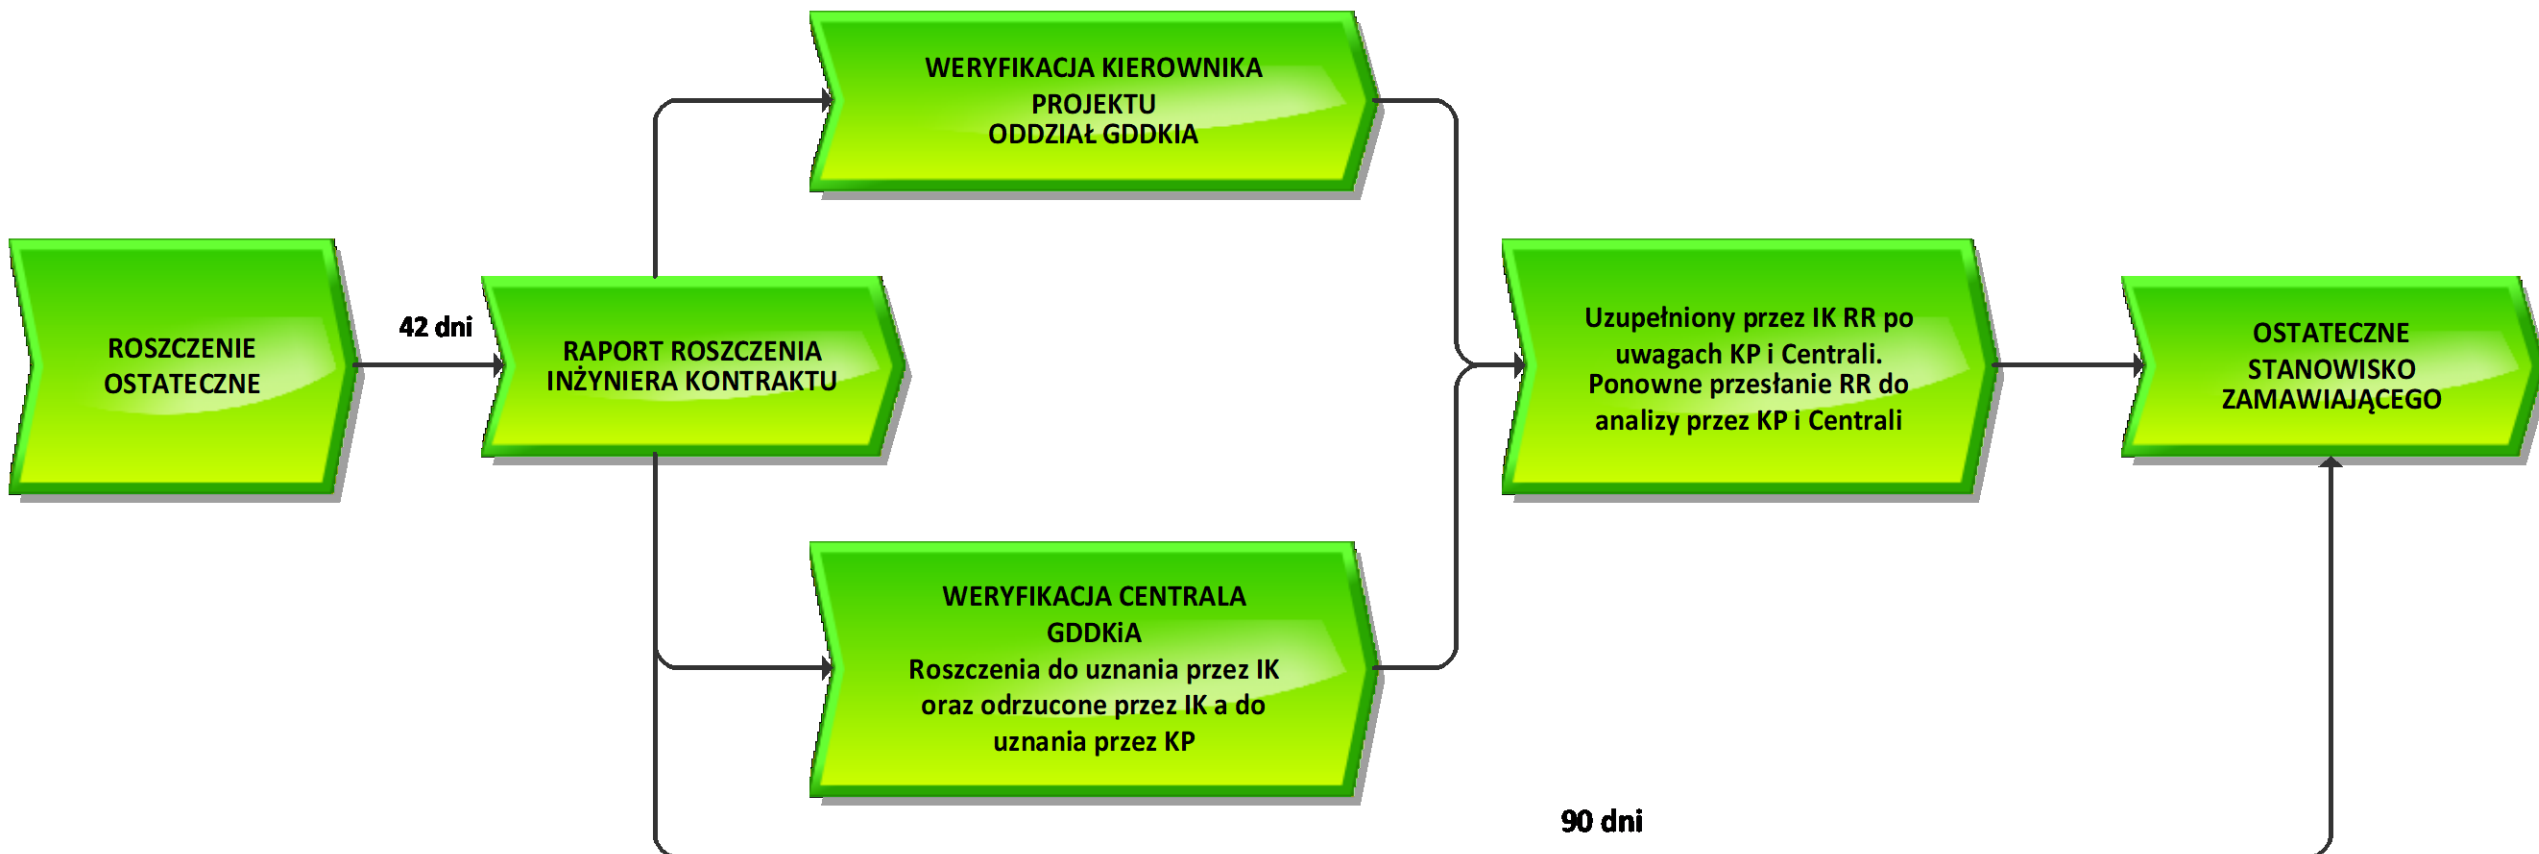 WERYFIKACJA KIEROWNIKA
PROJEKTU
ODDZIAŁ GDDKIA
ROSZCZENIE
OSTATECZNE
42 dni
RAPORT ROSZCZENIA
INŻYNIERA KONTRAKTU
Uzupełniony przez IK RR po
uwagach KP i Centrali.
Ponowne przesłanie RR do
analizy przez KP i Centrali
OSTATECZNE
STANOWISKO
ZAMAWIAJĄCEGO
WERYFIKACJA CENTRALA
GDDKiA
Roszczenia do uznania przez IK
oraz odrzucone przez IK a do
uznania przez KP
90 dni